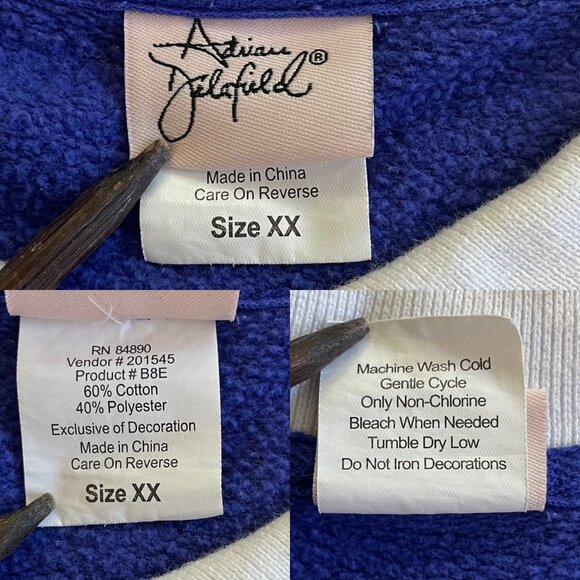 Adrian
Delafield®
Made in China
Care On Reverse
Size XX
RN 84890
Vendor # 201545
Product # B8E
60% Cotton
40% Polyester
Exclusive of Decoration
Made in China
Care On Reverse
Size XX
Machine Wash Cold
Gentle Cycle
Only Non-Chlorine
Bleach When Needed
Tumble Dry Low
Do Not Iron Decorations